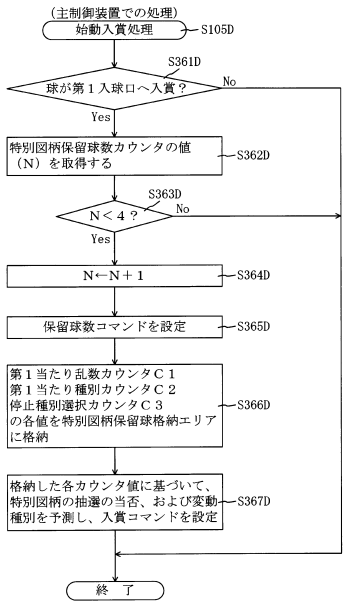 （主制御装置での処理）
始動入賞処理
S105D
S361D
球が第１入球口へ入賞？
No
Yes
特別図柄保留球数カウンタの値
（Ｎ）を取得する
S362D
S363D
Ｎ＜４？
No
Yes
Ｎ←Ｎ＋１
S364D
保留球数コマンドを設定
S365D
第１当たり乱数カウンタＣ１
第１当たり種別カウンタＣ２
停止種別選択カウンタＣ３
の各値を特別図柄保留球格納エリア
に格納
S366D
格納した各カウンタ値に基づいて、
特別図柄の抽選の当否、および変動
種別を予測し、入賞コマンドを設定
S367D
終　了